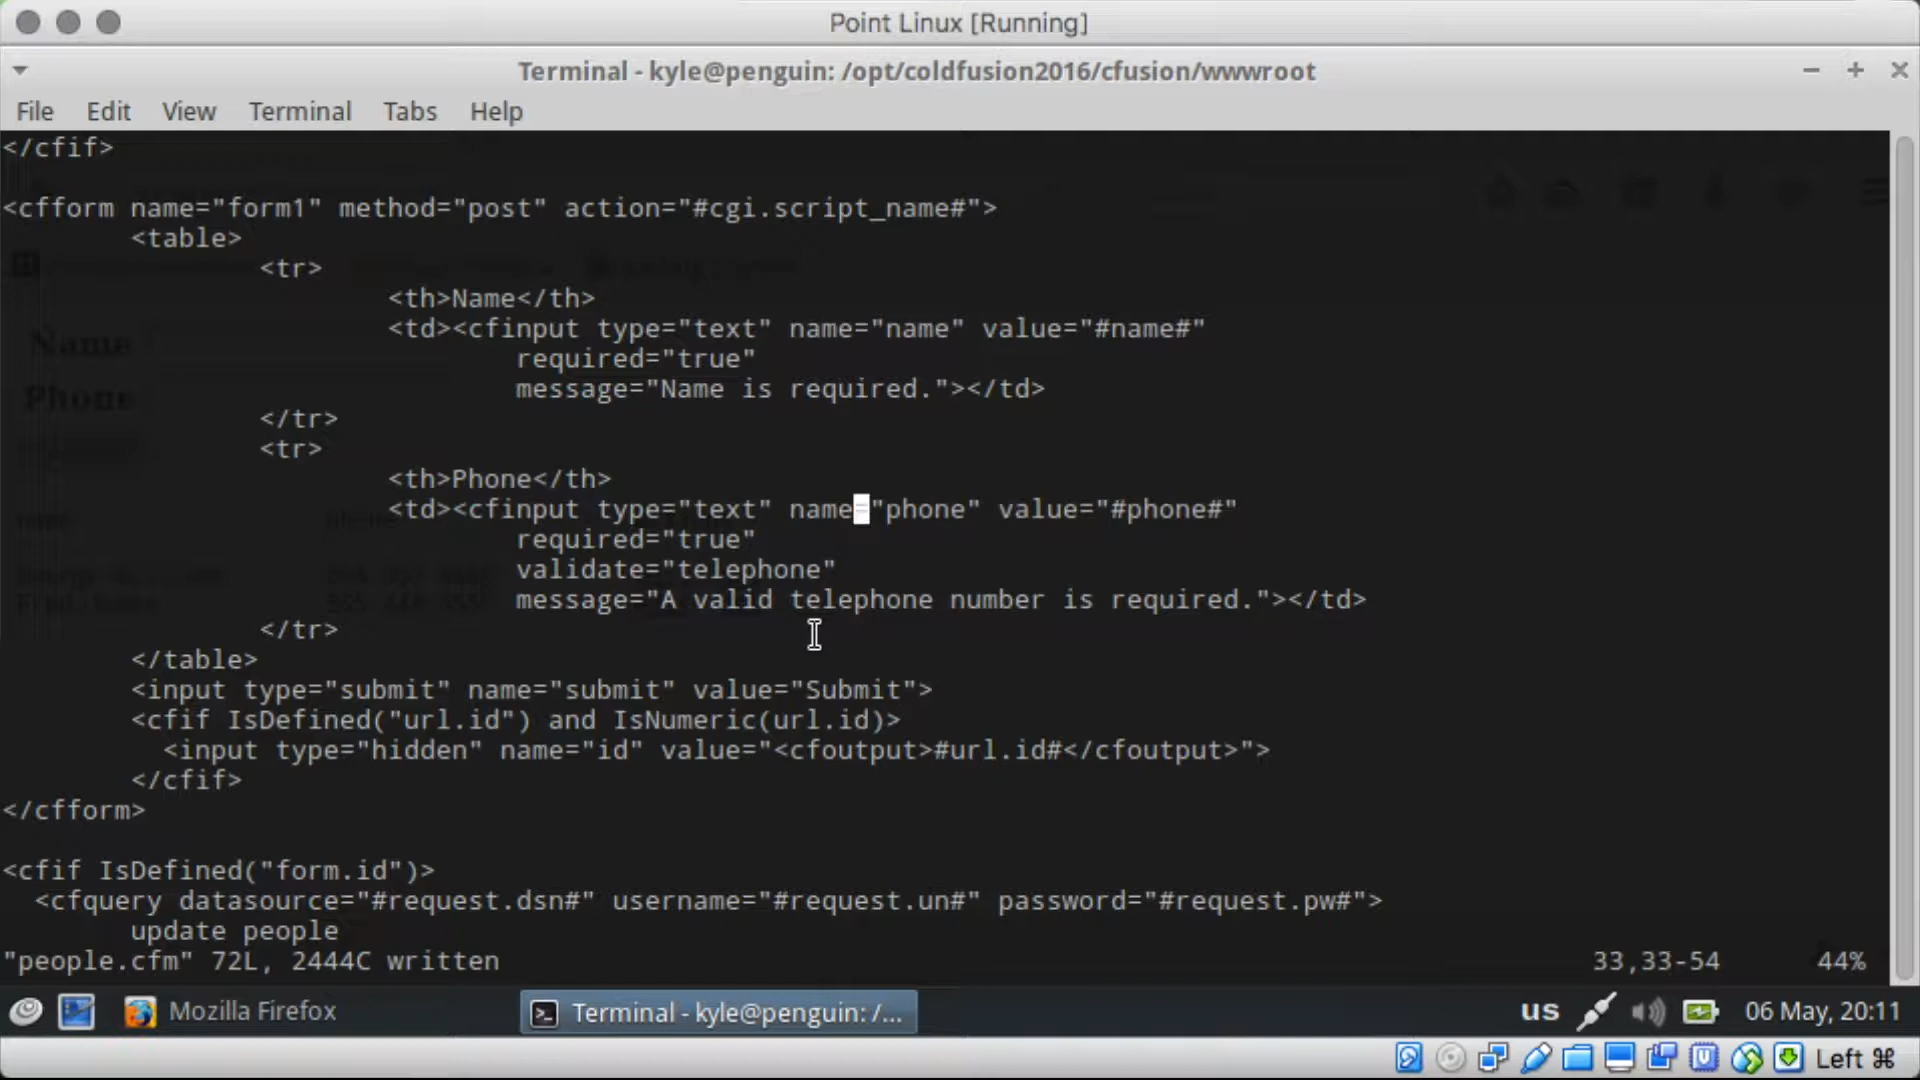 Point Linux [Running]
Terminal - kyle@penguin: /opt/coldfusion2016/cfusion/wwwroot
File Edit View Terminal Tabs Help
</cfif>
<cfform name="form1" method="post" action="#cgi.script_name#">
<table>
<tr>
<th>Name</th>
<td><cfinput type="text" name="name" value="#name#"
required="true"
message="Name is required."></td>
</tr>
<tr>
<th>Phone</th>
<td><cfinput type="text" name="phone" value="#phone#"
required="true"
validate="telephone"
message="A valid telephone number is required."></td>
</tr>
</table>
<input type="submit" name="submit" value="Submit">
<cfif IsDefined("url.id") and IsNumeric(url.id)>
<input type="hidden" name="id" value="<cfoutput>#url.id#</cfoutput>">
</cfif>
</cfform>
<cfif IsDefined("form.id")>
<cfquery datasource="#request.dsn#" username="#request.un#" password="#request.pw#">
update people
"people.cfm" 72L, 2444C written 33,33-54 44%
Name
Phone
Mozilla Firefox Terminal - kyle@penguin: /... us 06 May, 20:11
Left ⌘